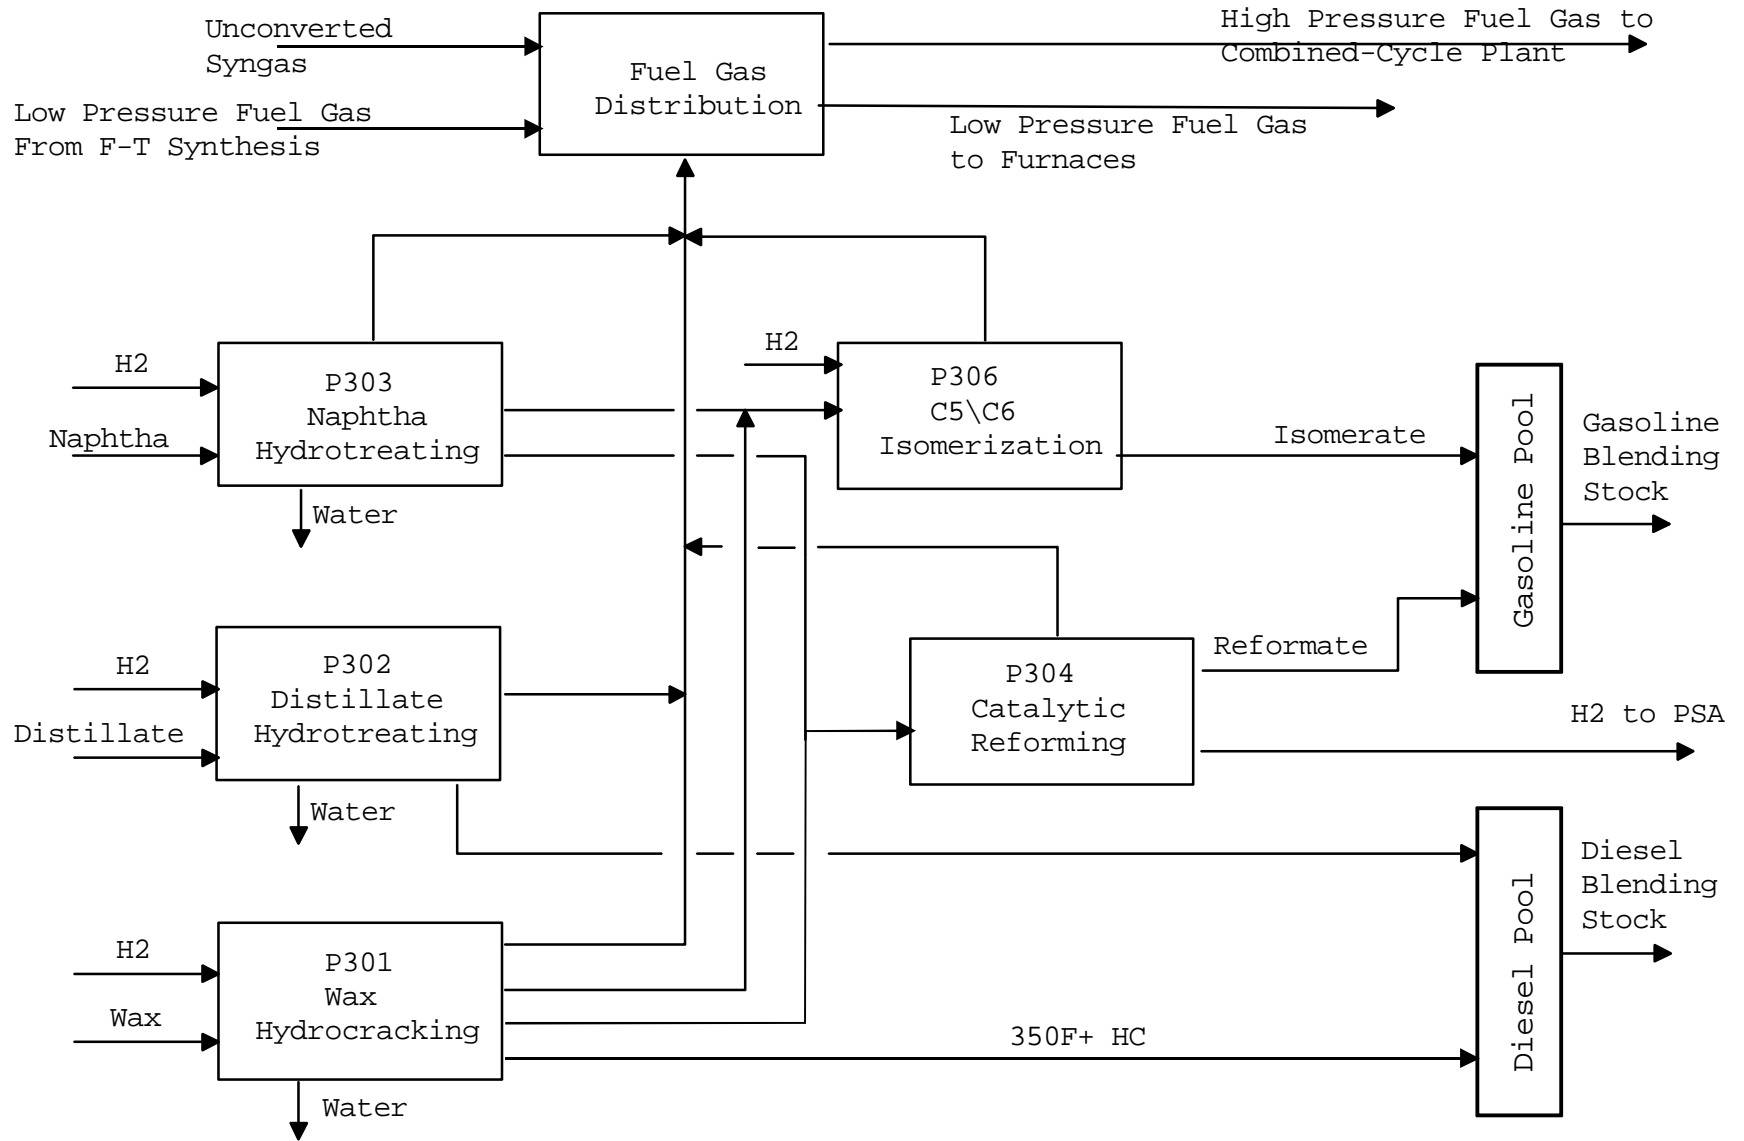 Unconverted
Syngas
Low Pressure Fuel Gas
From F-T Synthesis
Fuel Gas
Distribution
High Pressure Fuel Gas to
Combined-Cycle Plant
Low Pressure Fuel Gas
to Furnaces
H2
Naphtha
P303
Naphtha
Hydrotreating
Water
H2
P306
C5\C6
Isomerization
Isomerate
Gasoline Pool
Gasoline
Blending
Stock
H2
Distillate
P302
Distillate
Hydrotreating
Water
P304
Catalytic
Reforming
Reformate
H2 to PSA
H2
Wax
P301
Wax
Hydrocracking
Water
350F+ HC
Diesel Pool
Diesel
Blending
Stock